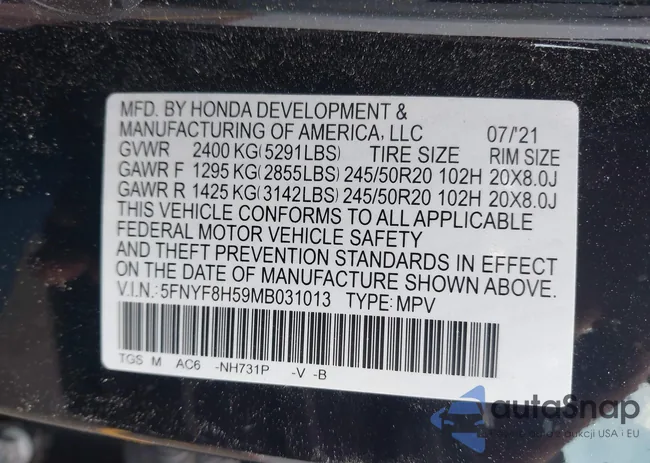 MFD. BY HONDA DEVELOPMENT &
MANUFACTURING OF AMERICA, LLC 07/'21
GVWR 2400 KG(5291LBS) TIRE SIZE RIM SIZE
GAWR F 1295 KG(2855LBS) 245/50R20 102H 20X8.0J
GAWR R 1425 KG(3142LBS) 245/50R20 102H 20X8.0J
THIS VEHICLE CONFORMS TO ALL APPLICABLE
FEDERAL MOTOR VEHICLE SAFETY
AND THEFT PREVENTION STANDARDS IN EFFECT
ON THE DATE OF MANUFACTURE SHOWN ABOVE.
V.I.N.: 5FNYF8H59MB031013 TYPE: MPV
TGS M AC6 -NH731P -V -B
autoSnap
aukcji USA i EU